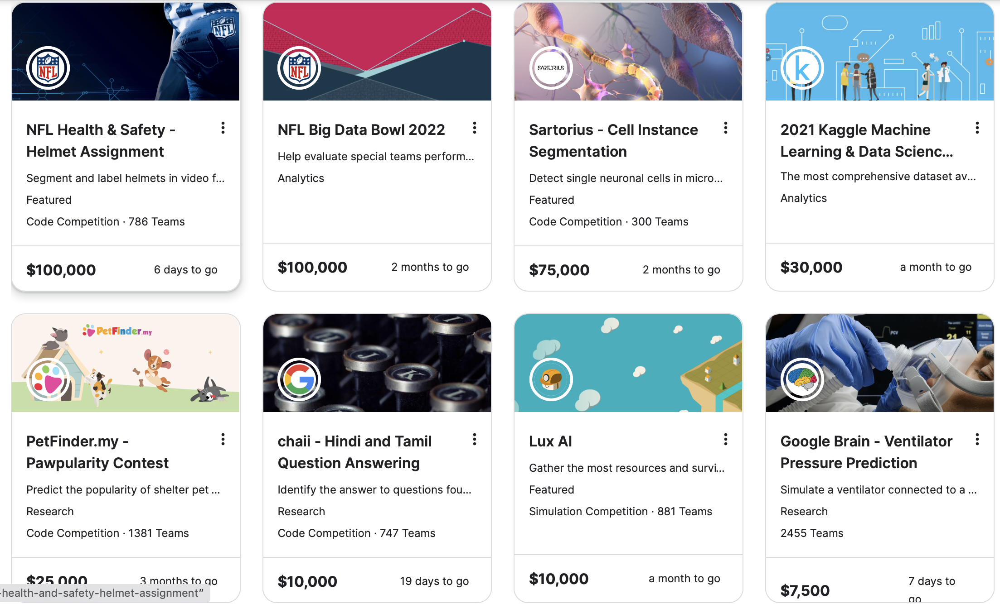 NFL
NFL
NFL
SARTORIUS
k
NFL Health & Safety -
Helmet Assignment
Segment and label helmets in video f...
Featured
Code Competition · 786 Teams
$100,000
6 days to go
NFL Big Data Bowl 2022
Help evaluate special teams perform...
Analytics
$100,000
2 months to go
Sartorius - Cell Instance
Segmentation
Detect single neuronal cells in micro...
Featured
Code Competition · 300 Teams
$75,000
2 months to go
2021 Kaggle Machine
Learning & Data Scienc...
The most comprehensive dataset av...
Analytics
$30,000
a month to go
PetFinder.my
G
I
J
K
L
PCV
21
11
PetFinder.my -
Pawpularity Contest
Predict the popularity of shelter pet ...
Research
Code Competition · 1381 Teams
$25,000
3 months to go
chaii - Hindi and Tamil
Question Answering
Identify the answer to questions fou...
Research
Code Competition · 747 Teams
$10,000
19 days to go
Lux AI
Gather the most resources and survi...
Featured
Simulation Competition · 881 Teams
$10,000
a month to go
Google Brain - Ventilator
Pressure Prediction
Simulate a ventilator connected to a ...
Research
2455 Teams
$7,500
7 days to
go
-health-and-safety-helmet-assignment”